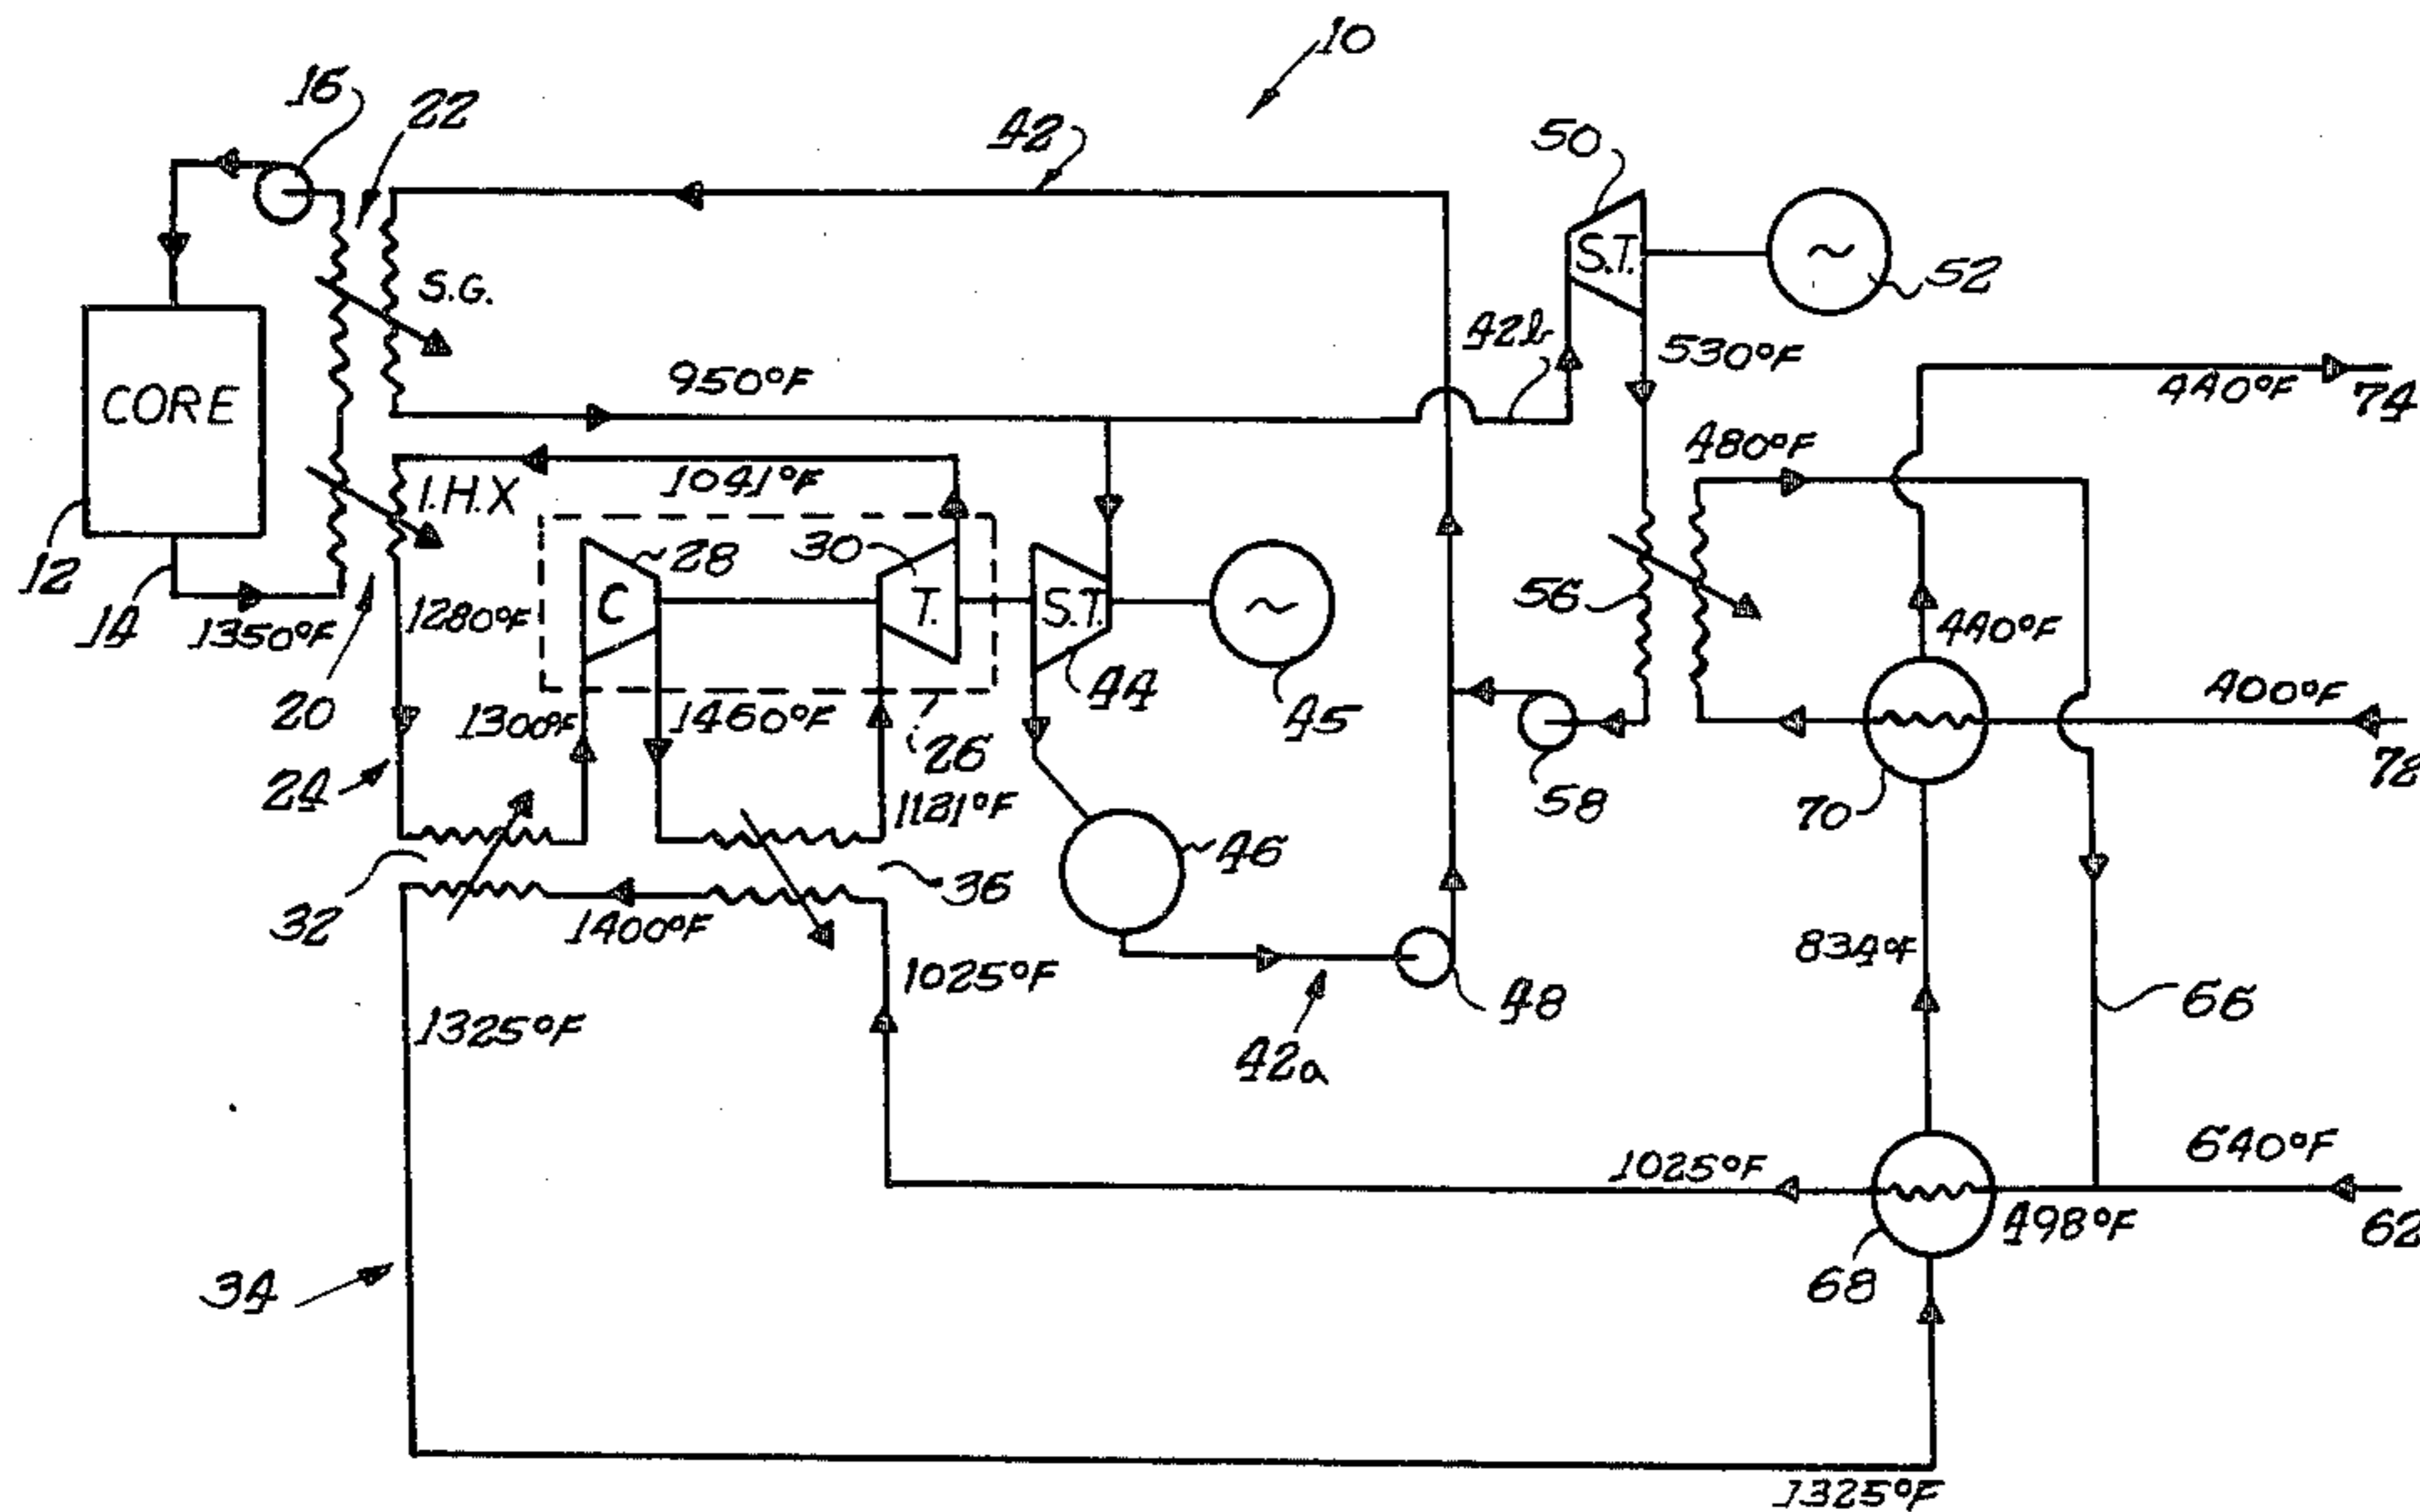 10
16
22
42
50
S.T.
~
52
S.G.
42b
530°F
CORE
950°F
440°F
74
480°F
1041°F
I.H.X
12
14
1350°F
20
1280°F
C
28
30
T.
S.T.
44
~
45
56
440°F
400°F
72
1300°F
1460°F
26
24
1121°F
58
70
46
32
36
1400°F
834°F
1025°F
48
66
1325°F
42a
640°F
1025°F
498°F
62
68
34
1325°F